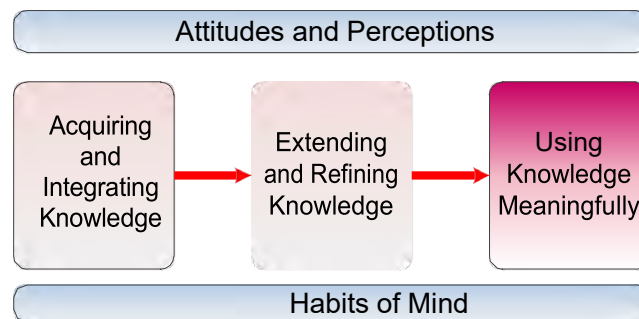 Attitudes and Perceptions
Acquiring
and
Integrating
Knowledge
Extending
and Refining
Knowledge
Using
Knowledge
Meaningfully
Habits of Mind